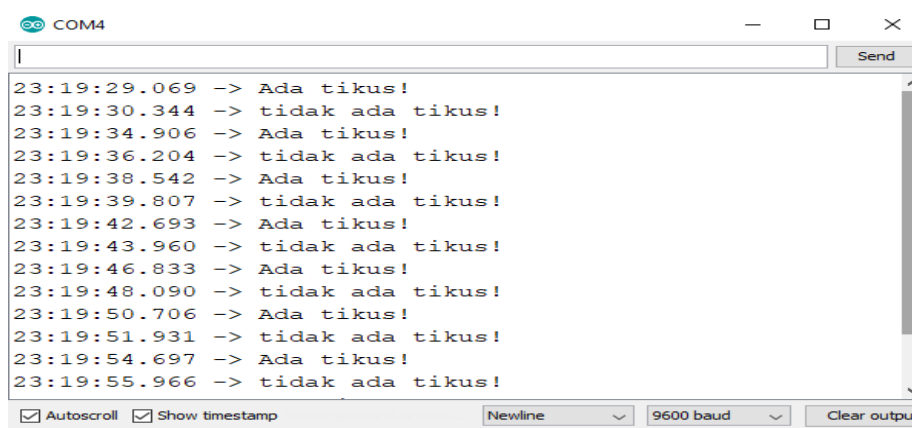 COM4
Send
23:19:29.069 -> Ada tikus!
23:19:30.344 -> tidak ada tikus!
23:19:34.906 -> Ada tikus!
23:19:36.204 -> tidak ada tikus!
23:19:38.542 -> Ada tikus!
23:19:39.807 -> tidak ada tikus!
23:19:42.693 -> Ada tikus!
23:19:43.960 -> tidak ada tikus!
23:19:46.833 -> Ada tikus!
23:19:48.090 -> tidak ada tikus!
23:19:50.706 -> Ada tikus!
23:19:51.931 -> tidak ada tikus!
23:19:54.697 -> Ada tikus!
23:19:55.966 -> tidak ada tikus!
Autoscroll Show timestamp Newline 9600 baud Clear outpu